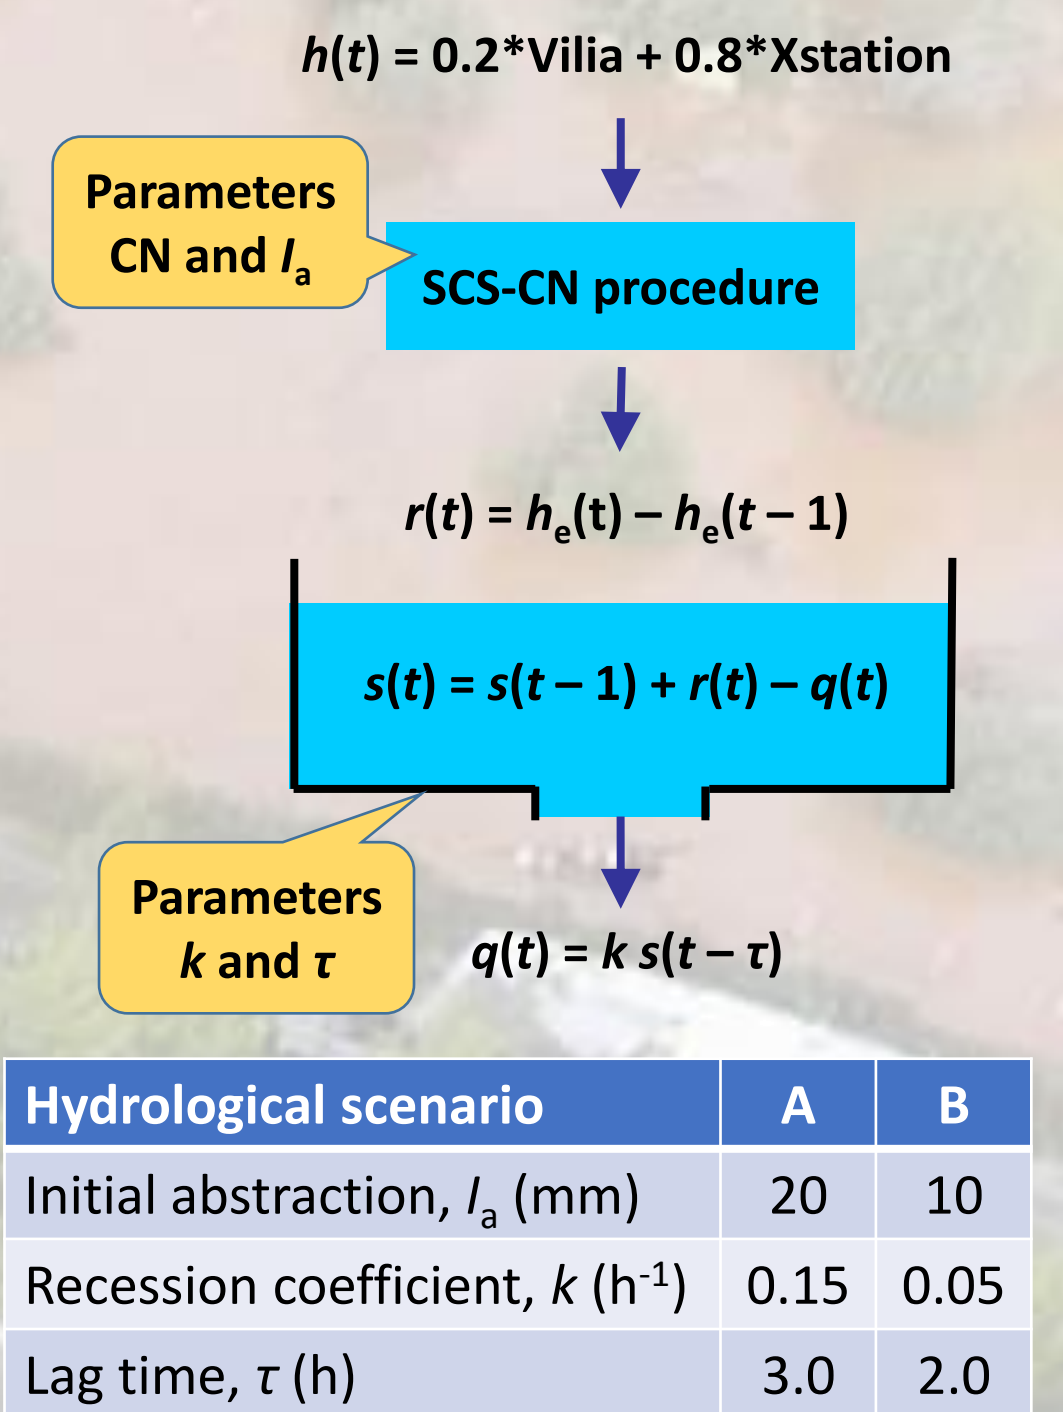 h(t) = 0.2*Vilia + 0.8*Xstation
Parameters
CN and Ia
SCS-CN procedure
r(t) = he(t) – he(t – 1)
s(t) = s(t – 1) + r(t) – q(t)
Parameters
k and τ
q(t) = k s(t – τ)
Hydrological scenario A B
Initial abstraction, Ia (mm) 20 10
Recession coefficient, k (h-1) 0.15 0.05
Lag time, τ (h) 3.0 2.0